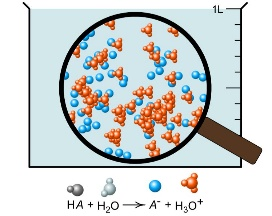 1L
HA + H₂O ⟶ A⁻ + H₃O⁺